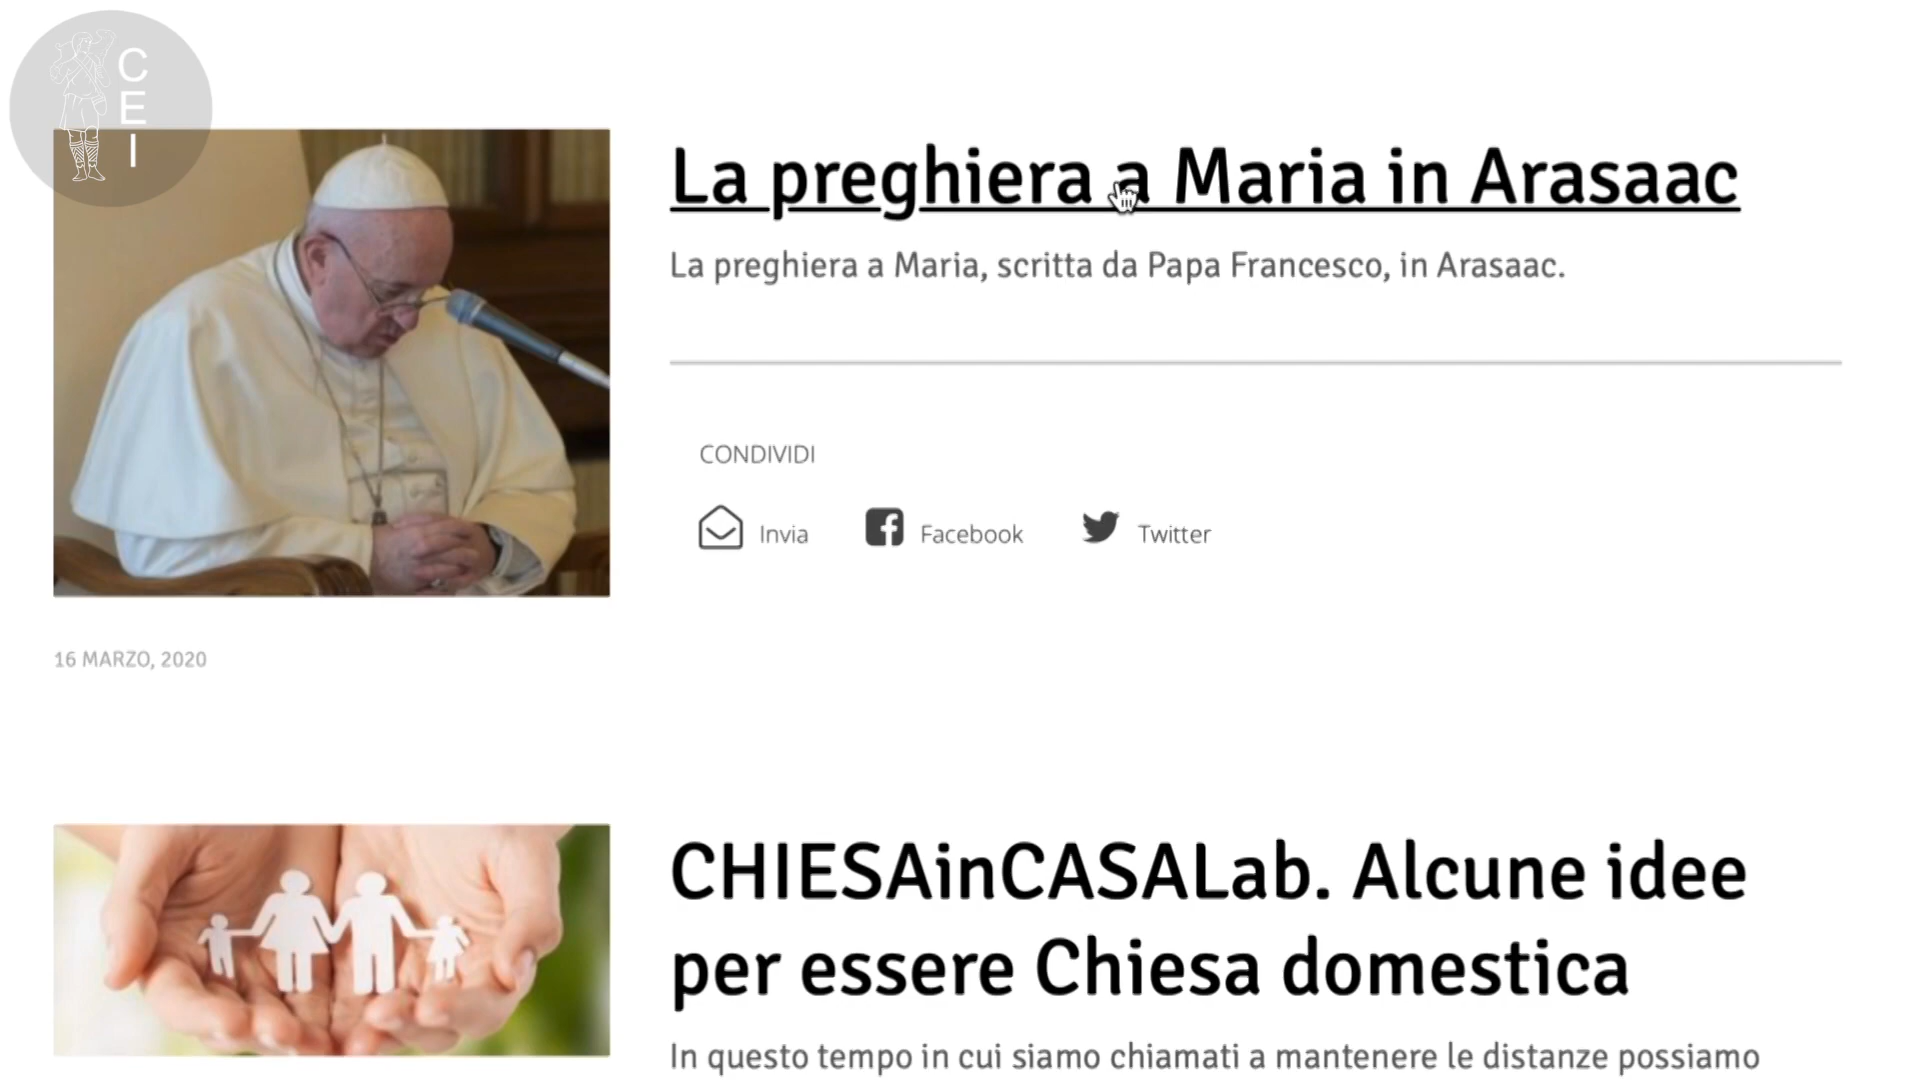 C
E
I
La preghiera a Maria in Arasaac
La preghiera a Maria, scritta da Papa Francesco, in Arasaac.
CONDIVIDI
Invia Facebook Twitter
16 MARZO, 2020
CHIESAinCASALab. Alcune idee
per essere Chiesa domestica
In questo tempo in cui siamo chiamati a mantenere le distanze possiamo